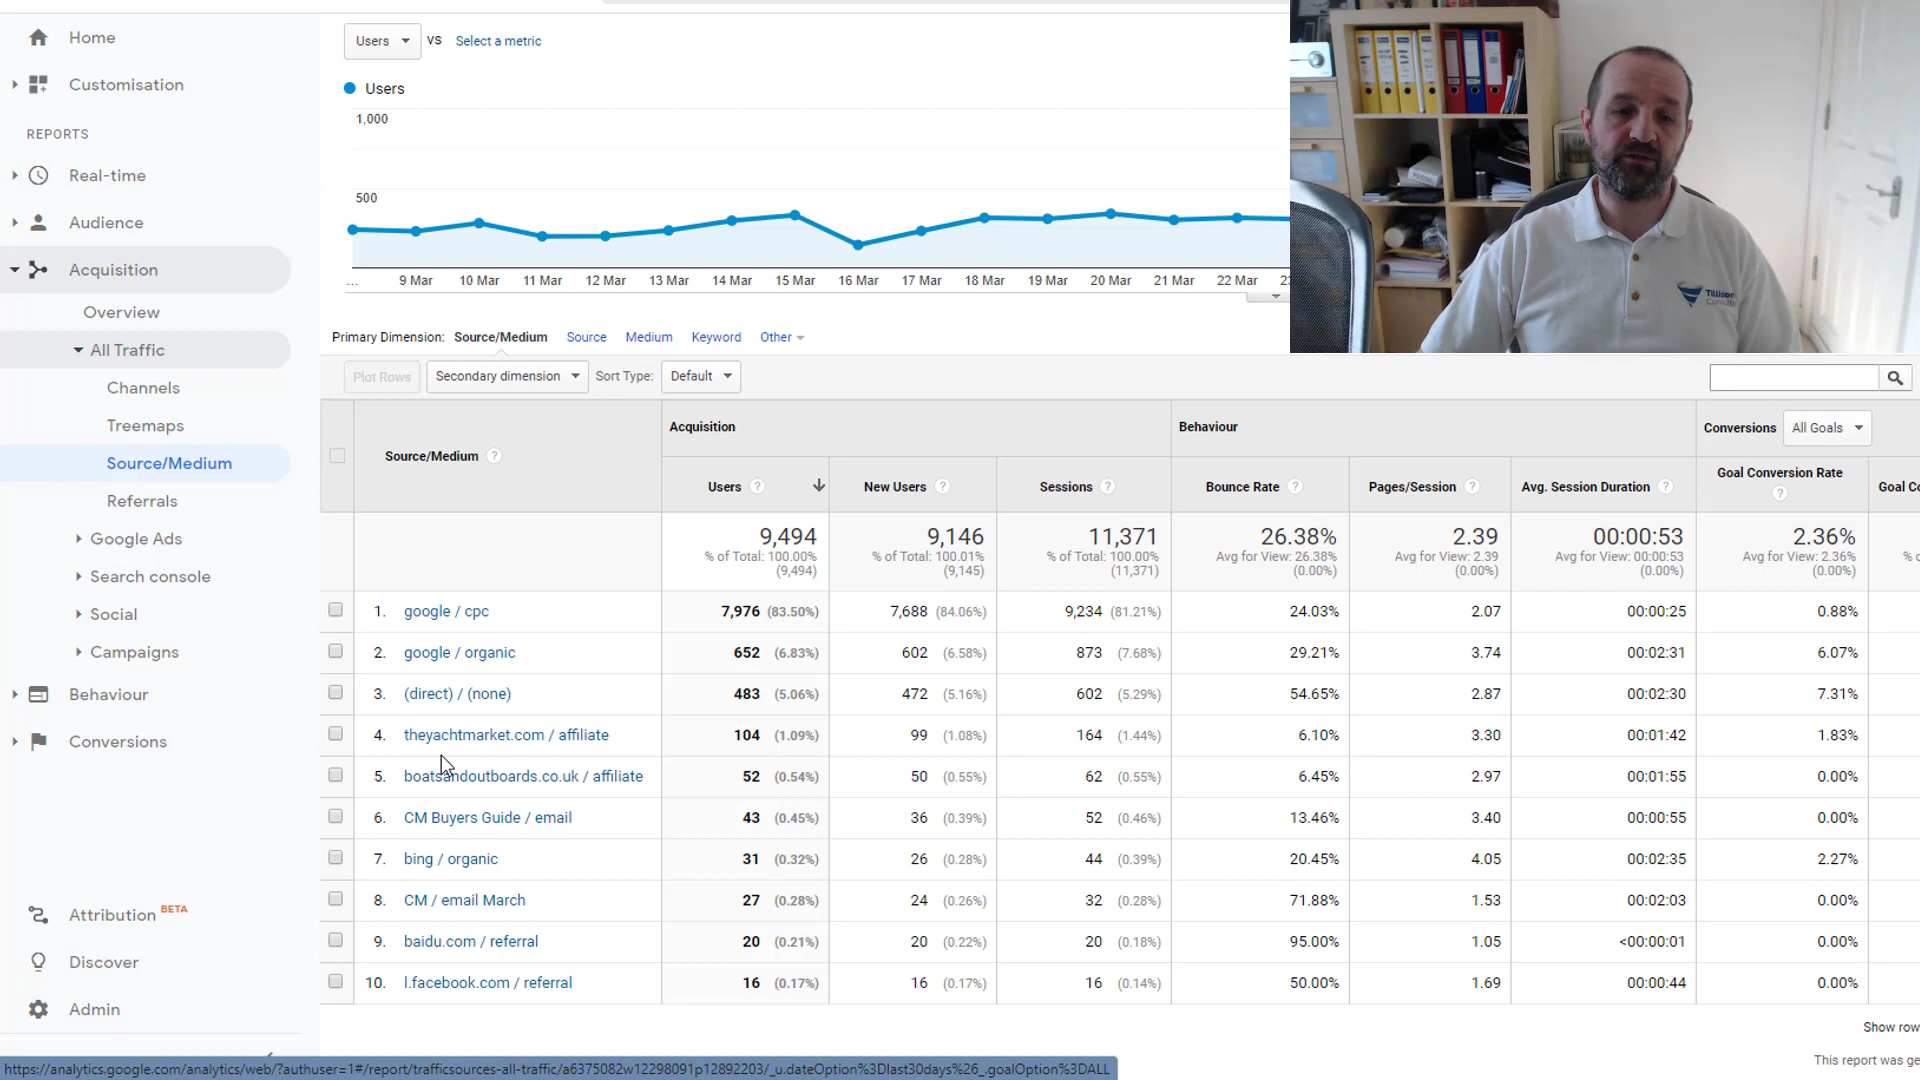 Home
Customisation
REPORTS
Real-time
Audience
Acquisition
Overview
All Traffic
Channels
Treemaps
Source/Medium
Referrals
Google Ads
Search console
Social
Campaigns
Behaviour
Conversions
Attribution BETA
Discover
Admin
Users VS Select a metric
Users
1,000
500
... 9 Mar 10 Mar 11 Mar 12 Mar 13 Mar 14 Mar 15 Mar 16 Mar 17 Mar 18 Mar 19 Mar 20 Mar 21 Mar 22 Mar
Primary Dimension: Source/Medium Source Medium Keyword Other
Plot Rows Secondary dimension Sort Type: Default
Acquisition Behaviour Conversions All Goals
Source/Medium
Users New Users Sessions Bounce Rate Pages/Session Avg. Session Duration Goal Conversion Rate
9,494 9,146 11,371 26.38% 2.39 00:00:53 2.36%
% of Total: 100.00% % of Total: 100.01% % of Total: 100.00% Avg for View: 26.38% Avg for View: 2.39 Avg for View: 00:00:53 Avg for View: 2.36%
(9,494) (9,145) (11,371) (0.00%) (0.00%) (0.00%) (0.00%)
1. google / cpc 7,976 (83.50%) 7,688 (84.06%) 9,234 (81.21%) 24.03% 2.07 00:00:25 0.88%
2. google / organic 652 (6.83%) 602 (6.58%) 873 (7.68%) 29.21% 3.74 00:02:31 6.07%
3. (direct) / (none) 483 (5.06%) 472 (5.16%) 602 (5.29%) 54.65% 2.87 00:02:30 7.31%
4. theyachtmarket.com / affiliate 104 (1.09%) 99 (1.08%) 164 (1.44%) 6.10% 3.30 00:01:42 1.83%
5. boatsandoutboards.co.uk / affiliate 52 (0.54%) 50 (0.55%) 62 (0.55%) 6.45% 2.97 00:01:55 0.00%
6. CM Buyers Guide / email 43 (0.45%) 36 (0.39%) 52 (0.46%) 13.46% 3.40 00:00:55 0.00%
7. bing / organic 31 (0.32%) 26 (0.28%) 44 (0.39%) 20.45% 4.05 00:02:35 2.27%
8. CM / email March 27 (0.28%) 24 (0.26%) 32 (0.28%) 71.88% 1.53 00:02:03 0.00%
9. baidu.com / referral 20 (0.21%) 20 (0.22%) 20 (0.18%) 95.00% 1.05 <00:00:01 0.00%
10. l.facebook.com / referral 16 (0.17%) 16 (0.17%) 16 (0.14%) 50.00% 1.69 00:00:44 0.00%
Show row
This report was ge
https://analytics.google.com/analytics/web/?authuser=1#/report/trafficsources-all-traffic/a6375082w12298091p12892203/_u.dateOption%3Dlast30days%26_.goalOption%3DALL